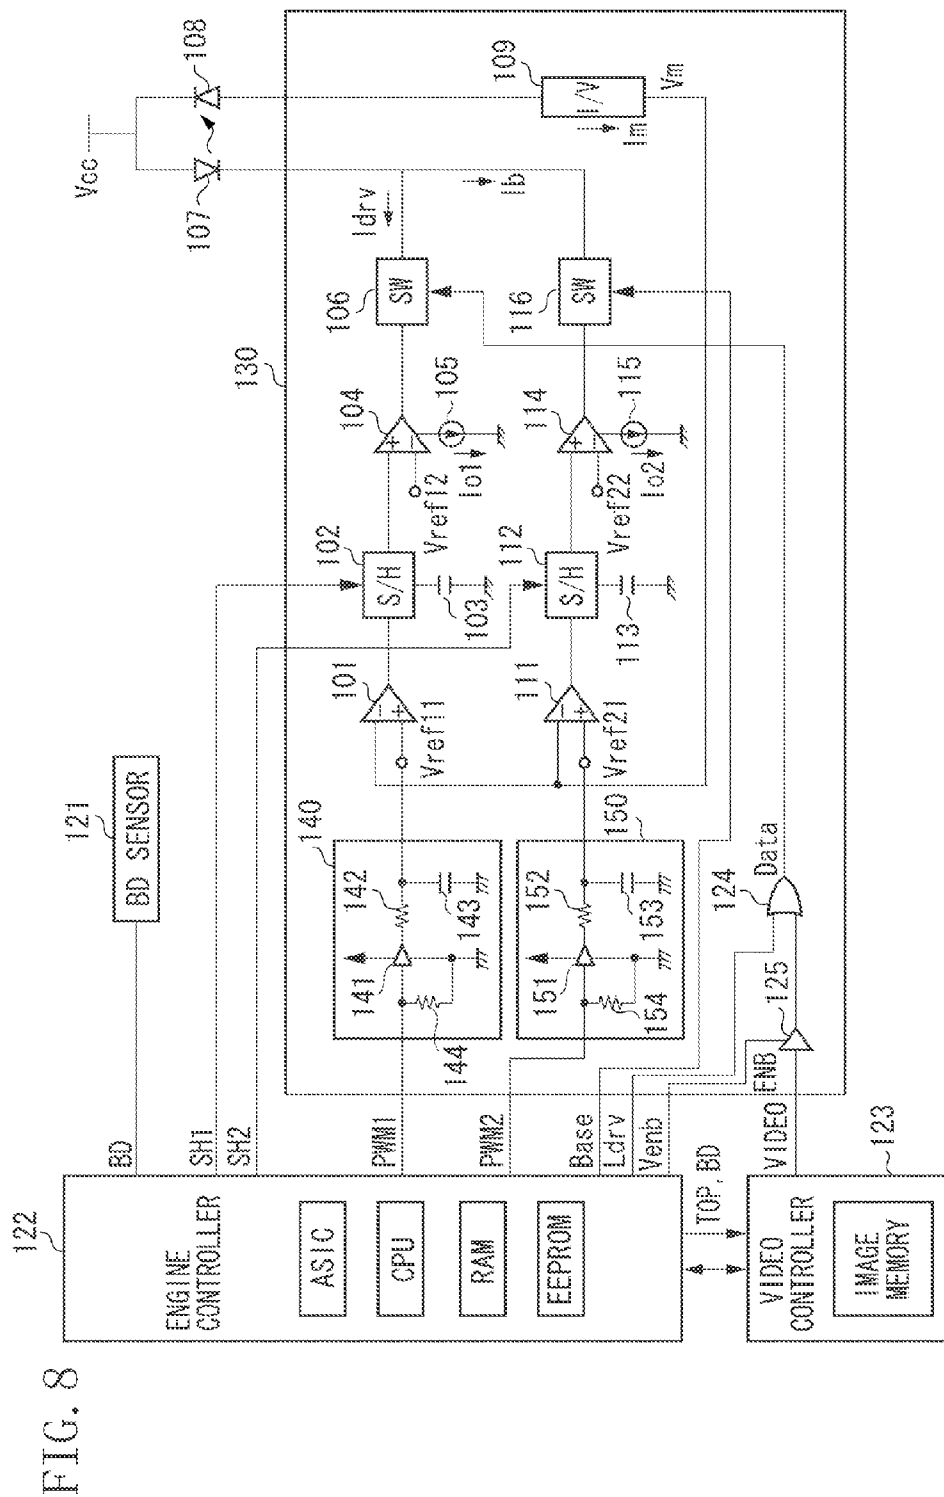 FIG. 8
122
ENGINE
CONTROLLER
ASIC
CPU
RAM
EEPROM
BD
SH1
SH2
PWM1
PWM2
Base
Ldrv
Venb
TOP, BD
VIDEO
CONTROLLER
IMAGE
MEMORY
123
VIDEO
ENB
125
124
Data
121
BD SENSOR
130
140
141
142
143
144
150
151
152
153
154
101
Vref11
111
Vref21
102
S/H
103
112
S/H
113
104
Vref12
105
Io1
114
Vref22
115
Io2
106
SW
116
SW
Idrv
Ib
Vcc
107
108
109
I/V
Im
Vm